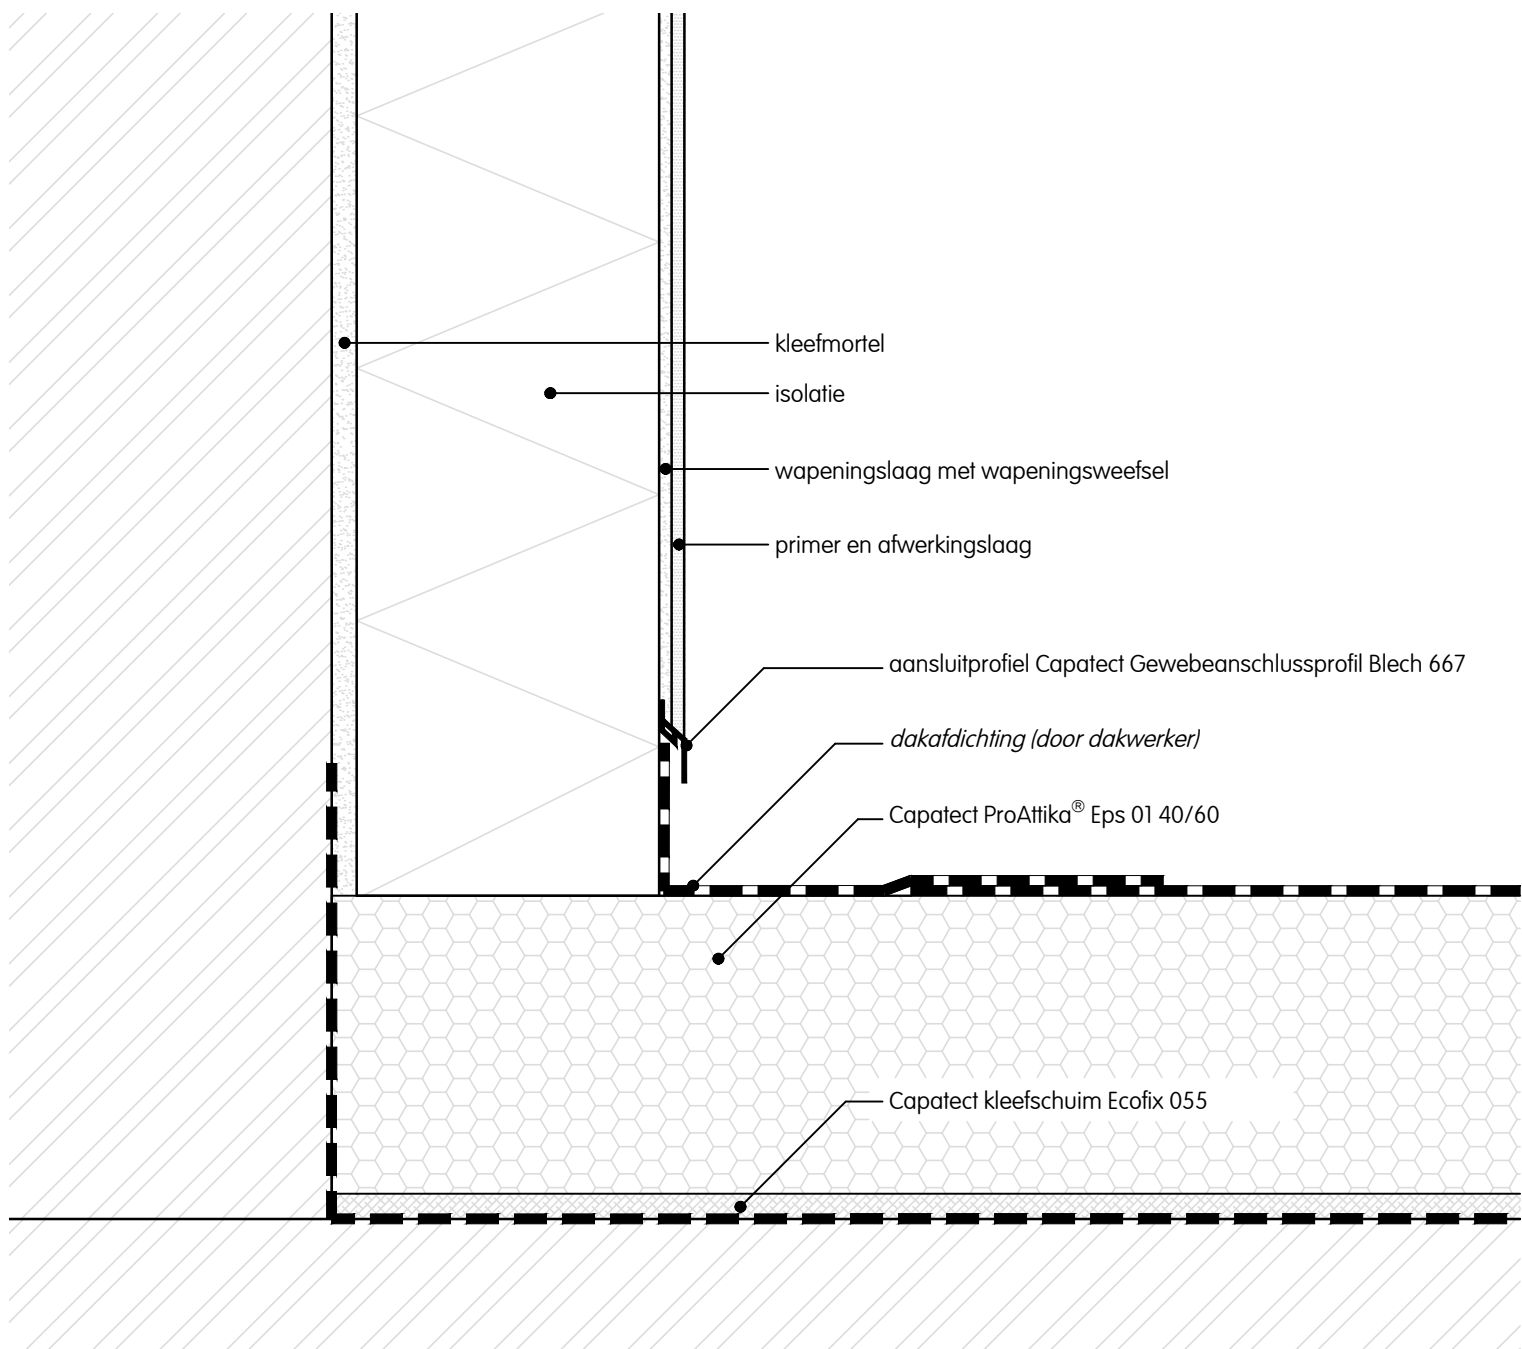 kleefmortel
isolatie
wapeningslaag met wapeningsweefsel
primer en afwerkingslaag
aansluitprofiel Capatect Gewebeanschlussprofil Blech 667
dakafdichting (door dakwerker)
Capatect ProAttika® Eps 01 40/60
Capatect kleefschuim Ecofix 055